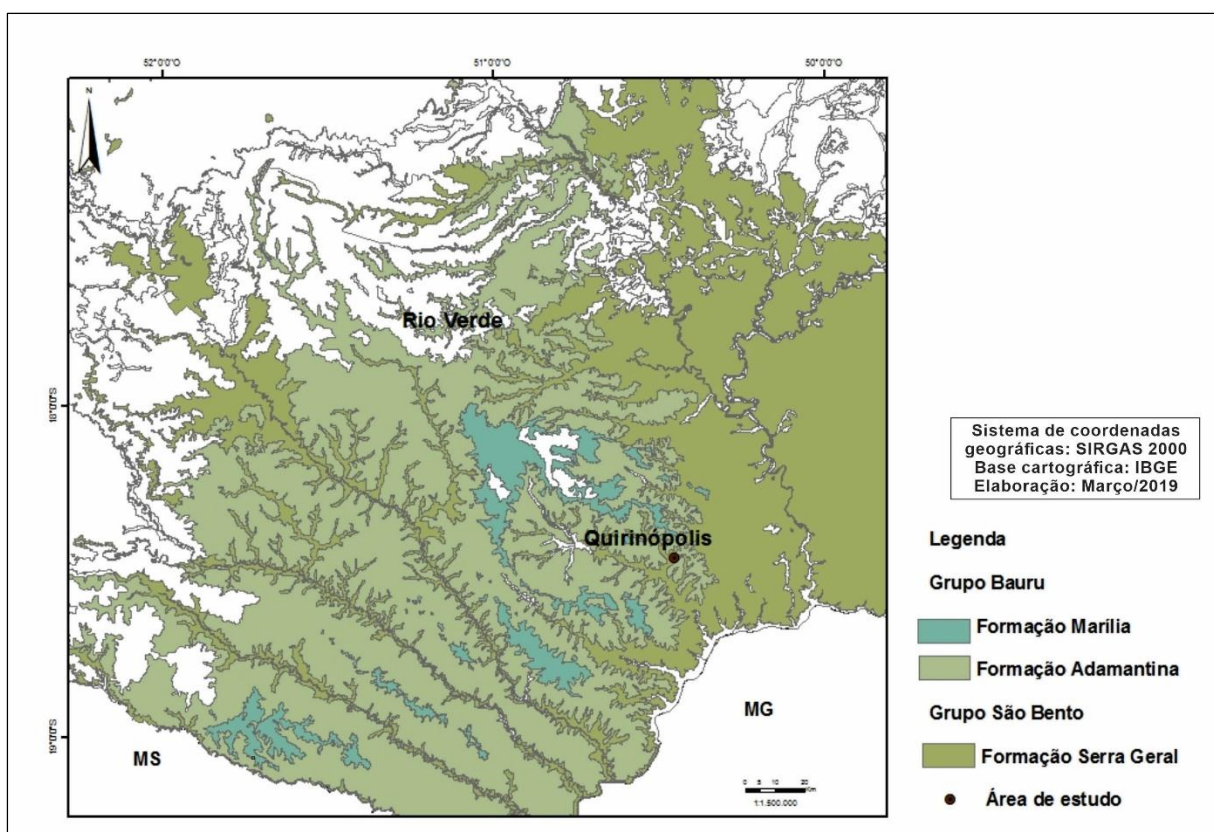 52°0'0"O
51°0'0"O
50°0'0"O
N
18°0'0"S
19°0'0"S
Rio Verde
Quirinópolis
MS
MG
0 5 10 20
Km
1:1.500.000
Sistema de coordenadas
geográficas: SIRGAS 2000
Base cartográfica: IBGE
Elaboração: Março/2019
Legenda
Grupo Bauru
Formação Marília
Formação Adamantina
Grupo São Bento
Formação Serra Geral
Área de estudo